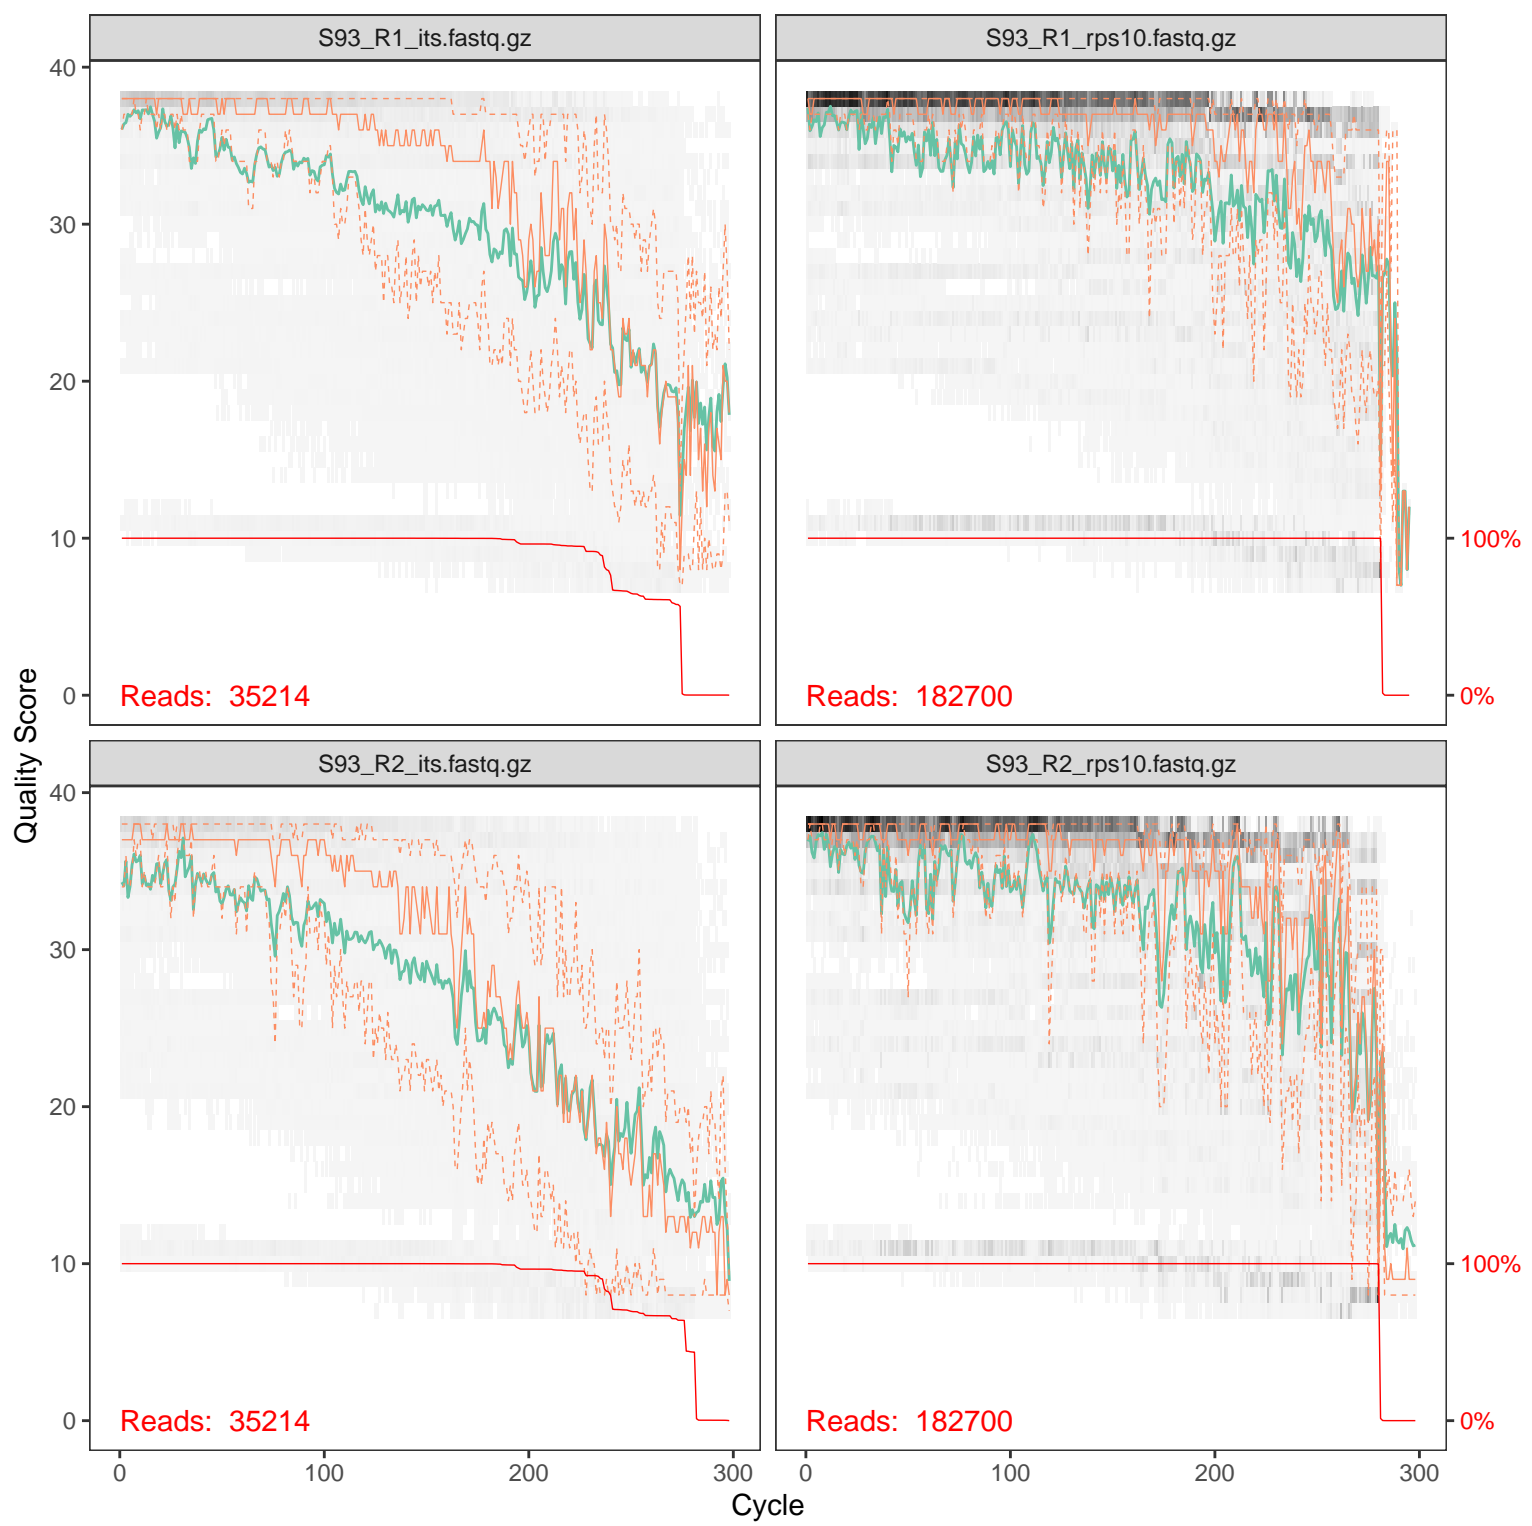 S93_R1_its.fastq.gz
S93_R1_rps10.fastq.gz
40
30
20
10
0
Reads: 35214
Reads: 182700
100%
0%
Quality Score
S93_R2_its.fastq.gz
S93_R2_rps10.fastq.gz
40
30
20
10
0
Reads: 35214
Reads: 182700
100%
0%
0 100 200 300
0 100 200 300
Cycle